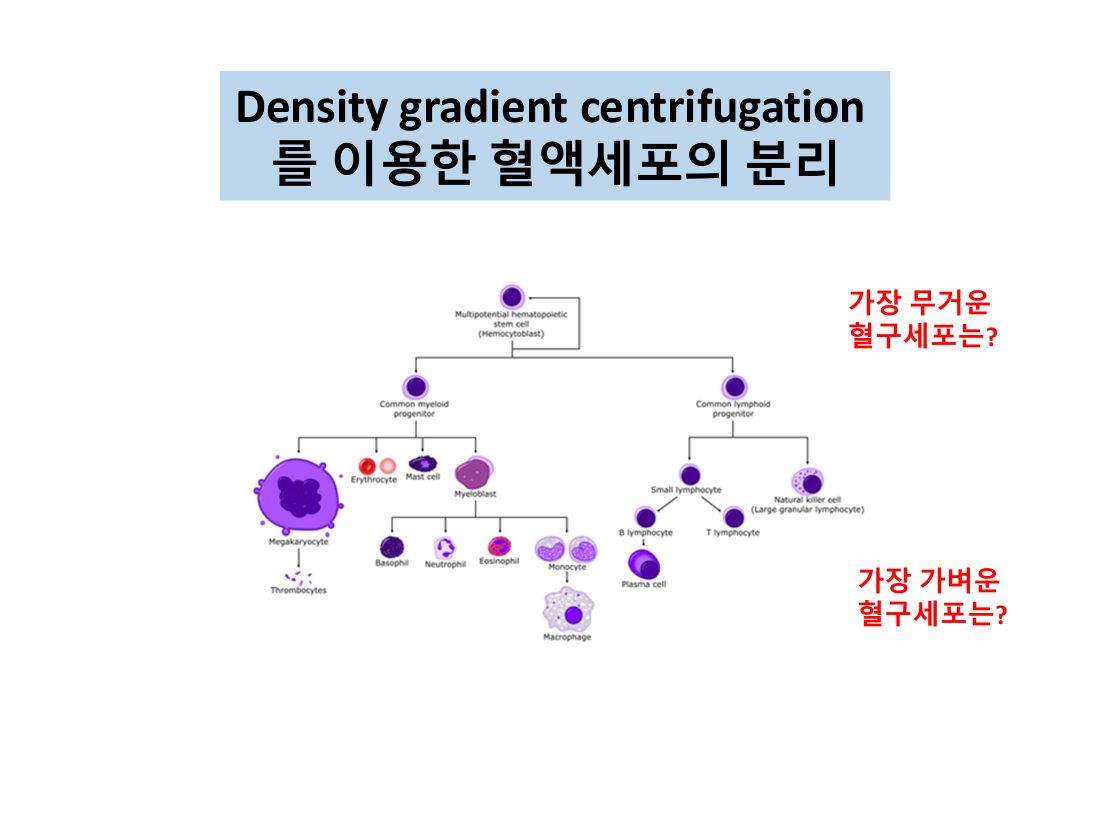 Density gradient centrifugation
를 이용한 혈액세포의 분리
가장 무거운
혈구세포는?
Multipotential hematopoietic
stem cell
(Hemocytoblast)
Common myeloid
progenitor
Common lymphoid
progenitor
Erythrocyte
Mast cell
Myeloblast
Small lymphocyte
Natural killer cell
(Large granular lymphocyte)
Megakaryocyte
Basophil
Neutrophil
Eosinophil
Monocyte
B lymphocyte
T lymphocyte
Thrombocytes
Plasma cell
Macrophage
가장 가벼운
혈구세포는?